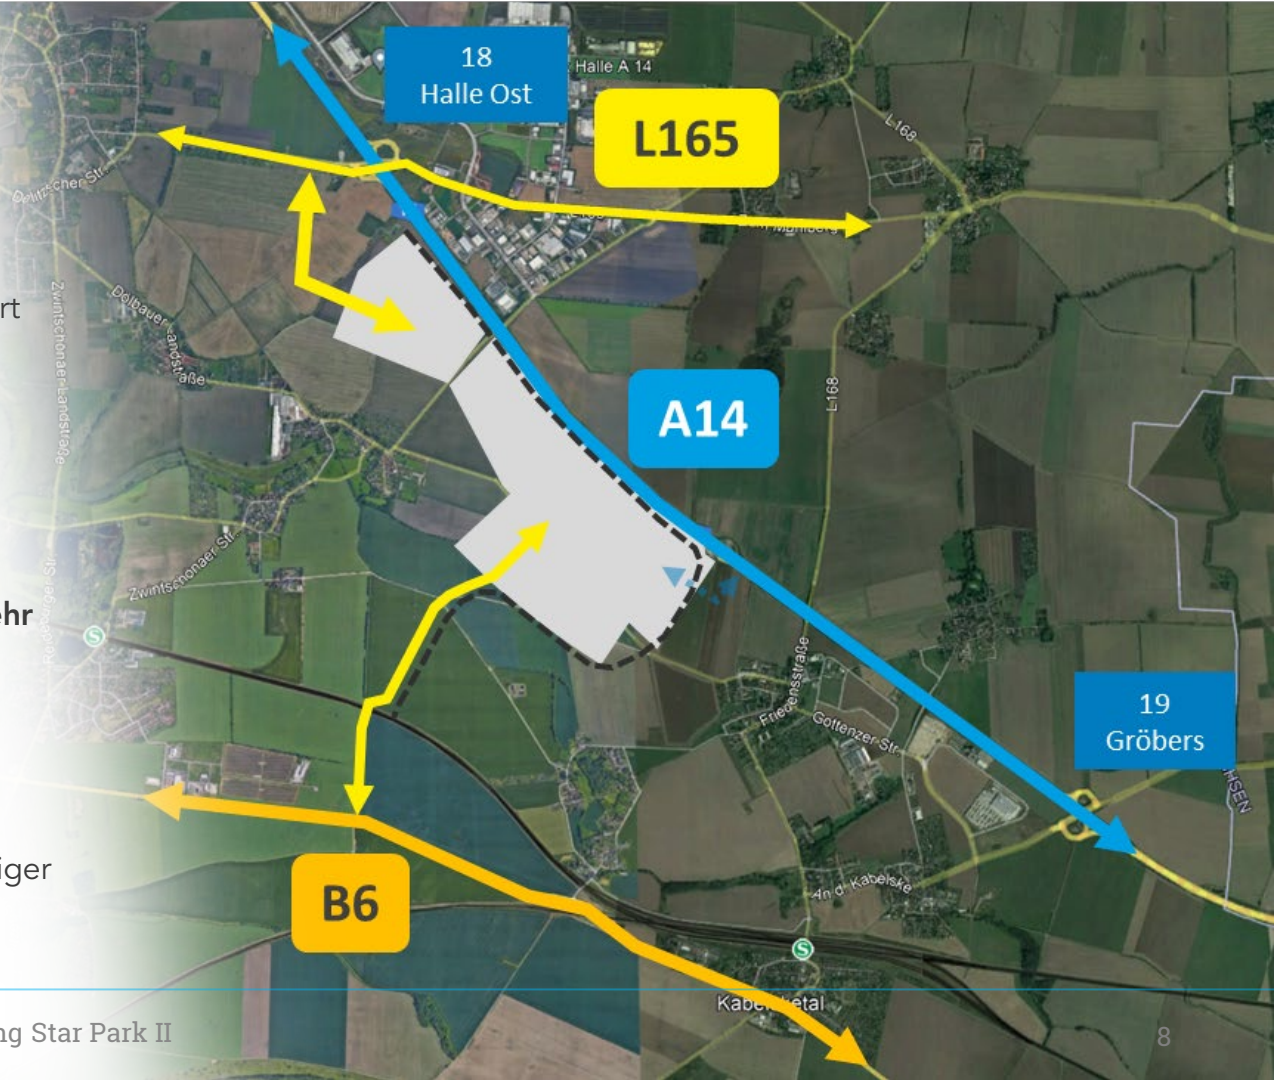 18
Halle Ost
Halle A 14
L165
L168
Delitzscher Str.
rt
Dölbauer Landstraße
Zwintschönaer Landstraße
A14
L168
Zwintschönaer Str.
ehr
S
Friedensstraße
Gottenzer Str.
19
Gröbers
HSEN
iger
B6
An d. Kabelske
S
ng Star Park II
8